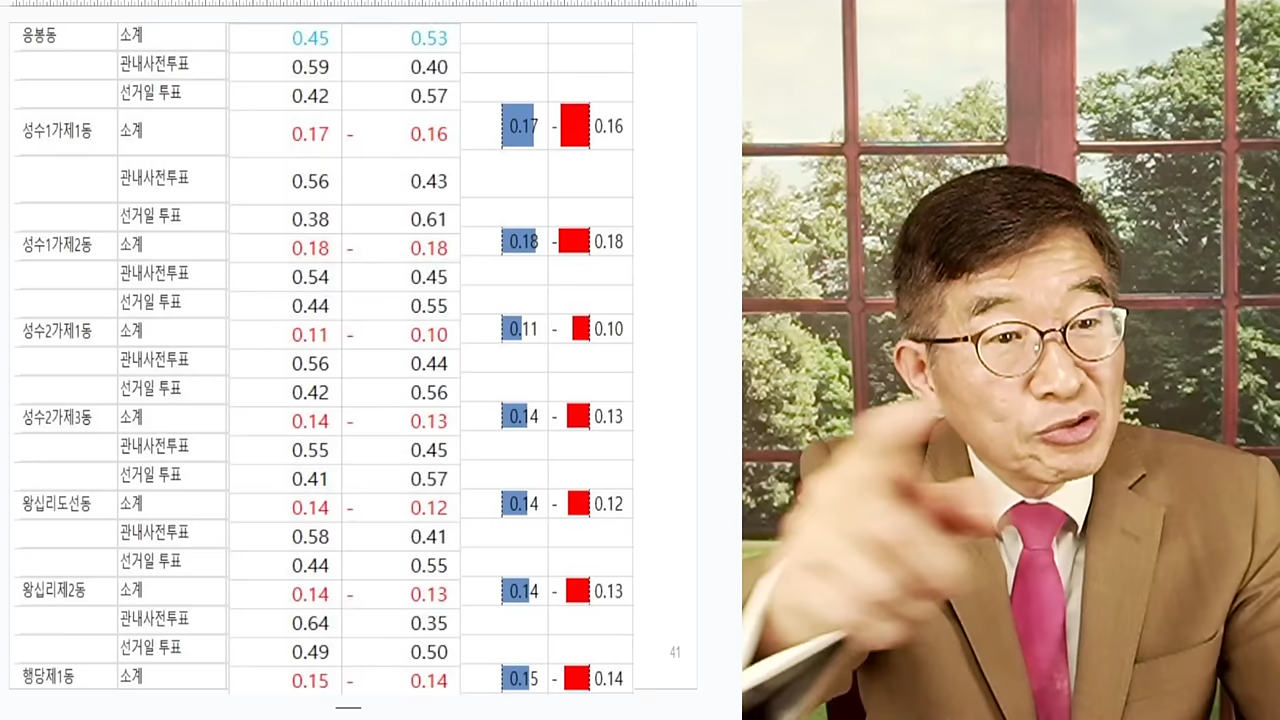 응봉동 소계 0.45 0.53
관내사전투표 0.59 0.40
선거일 투표 0.42 0.57
성수1가제1동 소계 0.17 - 0.16 0.17 - 0.16
관내사전투표 0.56 0.43
선거일 투표 0.38 0.61
성수1가제2동 소계 0.18 - 0.18 0.18 - 0.18
관내사전투표 0.54 0.45
선거일 투표 0.44 0.55
성수2가제1동 소계 0.11 - 0.10 0.11 - 0.10
관내사전투표 0.56 0.44
선거일 투표 0.42 0.56
성수2가제3동 소계 0.14 - 0.13 0.14 - 0.13
관내사전투표 0.55 0.45
선거일 투표 0.41 0.57
왕십리도선동 소계 0.14 - 0.12 0.14 - 0.12
관내사전투표 0.58 0.41
선거일 투표 0.44 0.55
왕십리제2동 소계 0.14 - 0.13 0.14 - 0.13
관내사전투표 0.64 0.35
선거일 투표 0.49 0.50
41
행당제1동 소계 0.15 - 0.14 0.15 - 0.14